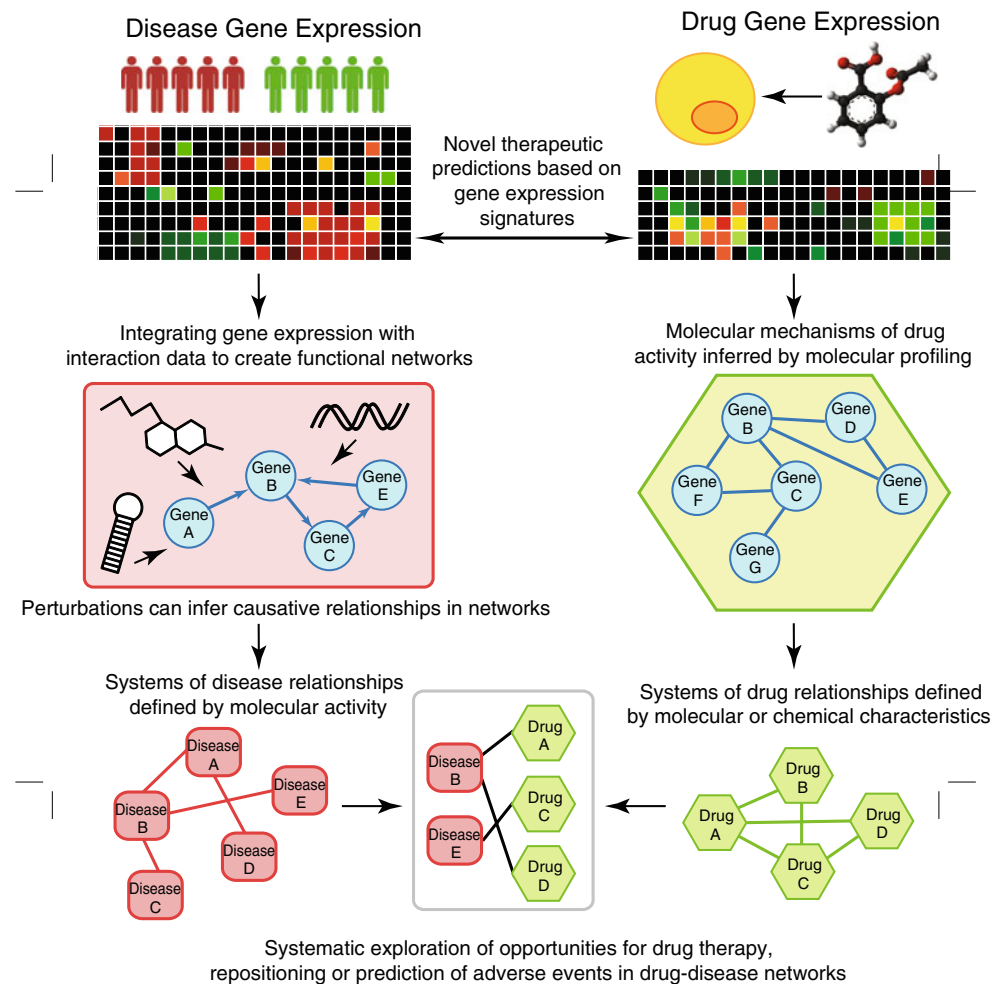 Disease Gene Expression
Drug Gene Expression
Novel therapeutic
predictions based on
gene expression
signatures
Integrating gene expression with
interaction data to create functional networks
Molecular mechanisms of drug
activity inferred by molecular profiling
Gene
A
Gene
B
Gene
C
Gene
E
Gene
B
Gene
D
Gene
F
Gene
C
Gene
E
Gene
G
Perturbations can infer causative relationships in networks
Systems of disease relationships
defined by molecular activity
Systems of drug relationships defined
by molecular or chemical characteristics
Disease
A
Disease
B
Disease
E
Disease
D
Disease
C
Disease
B
Disease
E
Drug
A
Drug
C
Drug
D
Drug
B
Drug
A
Drug
D
Drug
C
Systematic exploration of opportunities for drug therapy,
repositioning or prediction of adverse events in drug-disease networks